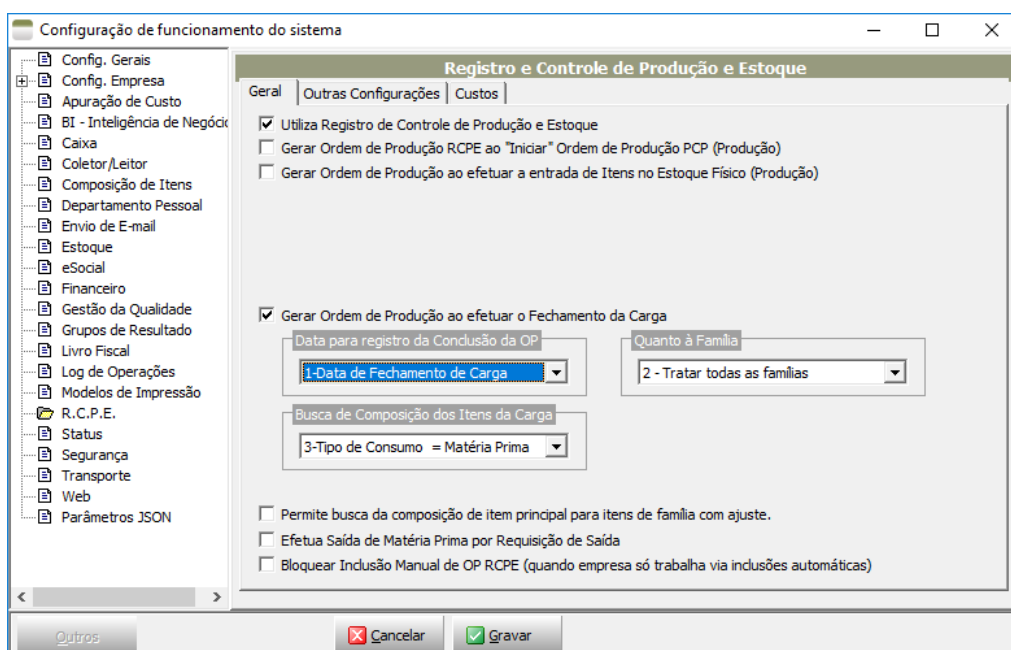 Configuração de funcionamento do sistema
Config. Gerais
Config. Empresa
Apuração de Custo
BI - Inteligência de Negóci
Caixa
Coletor/Leitor
Composição de Itens
Departamento Pessoal
Envio de E-mail
Estoque
eSocial
Financeiro
Gestão da Qualidade
Grupos de Resultado
Livro Fiscal
Log de Operações
Modelos de Impressão
R.C.P.E.
Status
Segurança
Transporte
Web
Parâmetros JSON
Registro e Controle de Produção e Estoque
Geral Outras Configurações Custos
Utiliza Registro de Controle de Produção e Estoque
Gerar Ordem de Produção RCPE ao "Iniciar" Ordem de Produção PCP (Produção)
Gerar Ordem de Produção ao efetuar a entrada de Itens no Estoque Físico (Produção)
Gerar Ordem de Produção ao efetuar o Fechamento da Carga
Data para registro da Conclusão da OP
1-Data de Fechamento de Carga
Quanto à Família
2 - Tratar todas as famílias
Busca de Composição dos Itens da Carga
3-Tipo de Consumo = Matéria Prima
Permite busca da composição de item principal para itens de família com ajuste.
Efetua Saída de Matéria Prima por Requisição de Saída
Bloquear Inclusão Manual de OP RCPE (quando empresa só trabalha via inclusões automáticas)
Outros Cancelar Gravar